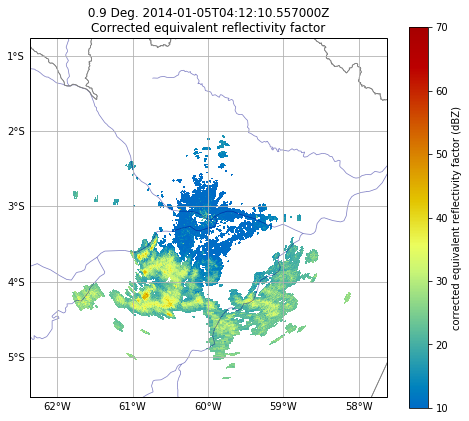 0.9 Deg. 2014-01-05T04:12:10.557000Z
Corrected equivalent reflectivity factor
1°S
2°S
3°S
4°S
5°S
62°W 61°W 60°W 59°W 58°W
70
60
50
40
30
20
10
corrected equivalent reflectivity factor (dBZ)